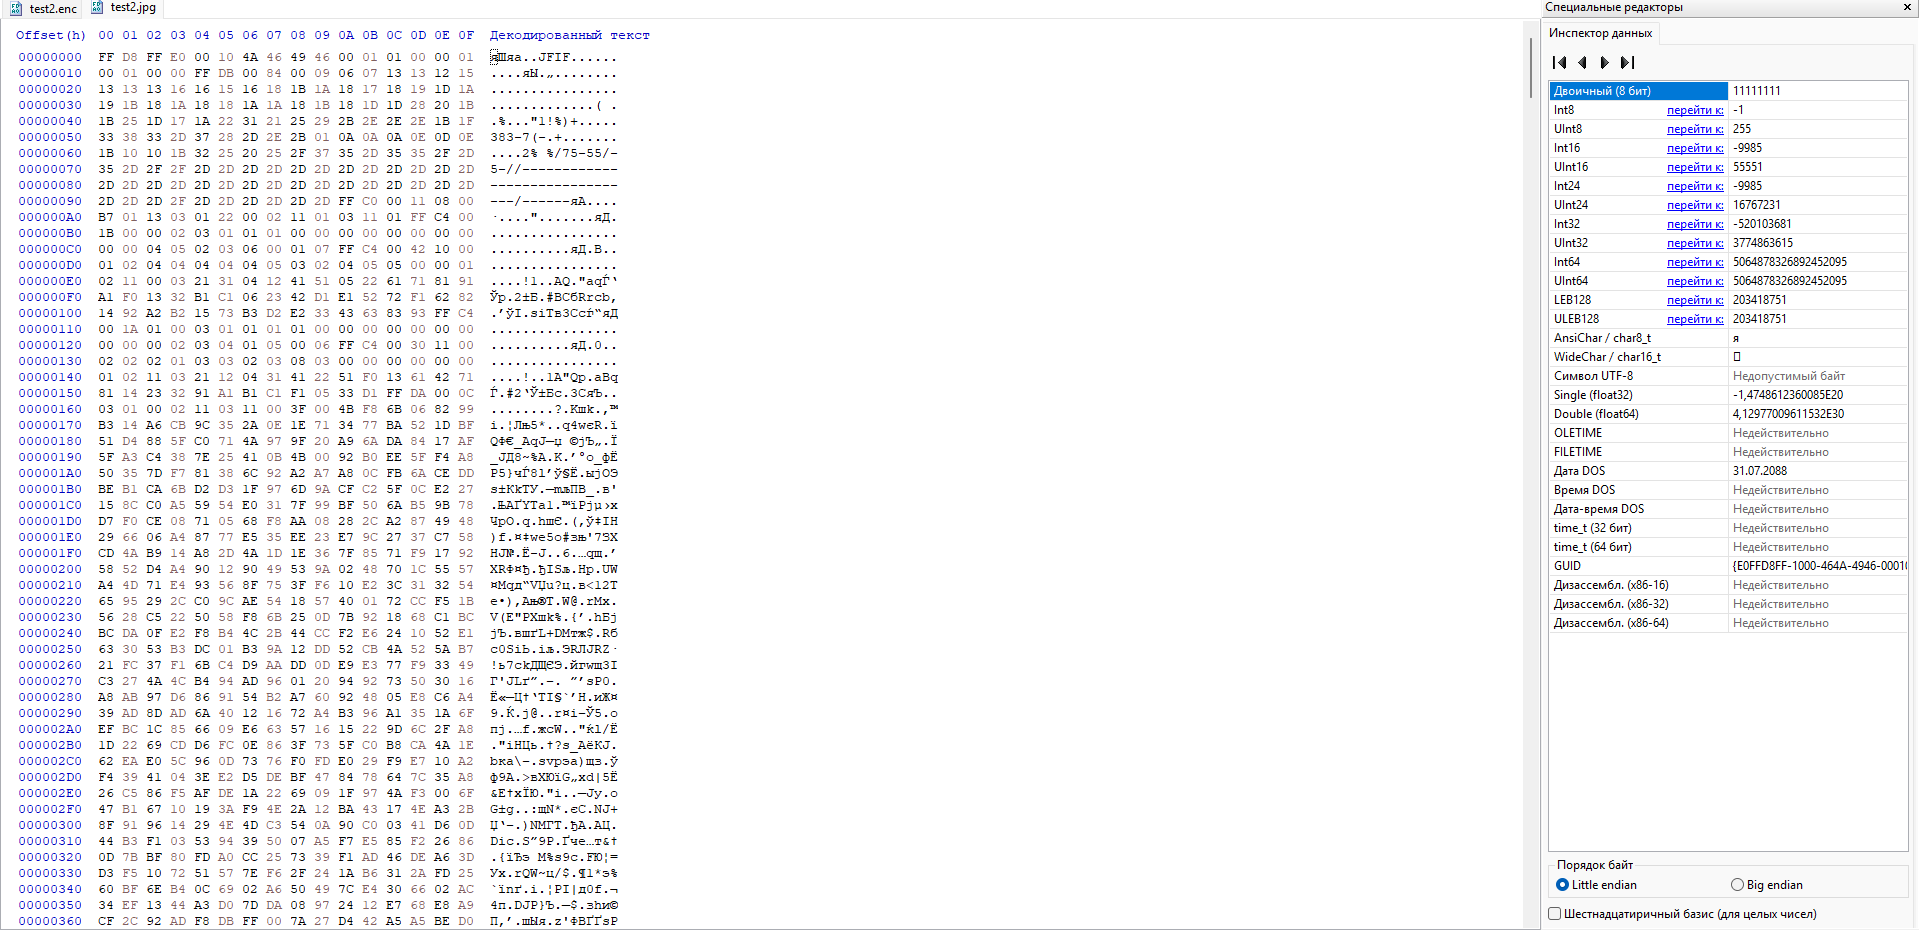 test2.enc test2.jpg
Offset(h) 00 01 02 03 04 05 06 07 08 09 0A 0B 0C 0D 0E 0F Декодированный текст
00000000 FF D8 FF E0 00 10 4A 46 49 46 00 01 01 00 00 01 яШяа..JFIF......
00000010 00 01 00 00 FF DB 00 84 00 09 06 07 13 13 12 15 ....яЫ.„........
00000020 13 13 13 16 16 15 16 18 1B 1A 18 17 18 19 1D 1A ................
00000030 19 1B 18 1A 18 18 1A 1A 18 1B 18 1D 1D 28 20 1B .............( .
00000040 1B 25 1D 17 1A 22 31 21 25 29 2B 2E 2E 2E 1B 1F .%..."1!%)+.....
00000050 33 38 33 2D 37 28 2D 2E 2B 01 0A 0A 0A 0E 0D 0E 383-7(-.+.......
00000060 1B 10 10 1B 32 25 20 25 2F 37 35 2D 35 35 2F 2D ....2% %/75-55/-
00000070 35 2D 2F 2F 2D 2D 2D 2D 2D 2D 2D 2D 2D 2D 2D 2D 5-//------------
00000080 2D 2D 2D 2D 2D 2D 2D 2D 2D 2D 2D 2D 2D 2D 2D 2D ----------------
00000090 2D 2D 2D 2F 2D 2D 2D 2D 2D 2D FF C0 00 11 08 00 ---/------яА....
000000A0 B7 01 13 03 01 22 00 02 11 01 03 11 01 FF C4 00 ·....".......яД.
000000B0 1B 00 00 02 03 01 01 01 00 00 00 00 00 00 00 00 ................
000000C0 00 00 04 05 02 03 06 00 01 07 FF C4 00 42 10 00 ..........яД.B..
000000D0 01 02 04 04 04 04 04 05 03 02 04 05 05 00 00 01 ................
000000E0 02 11 00 03 21 31 04 12 41 51 05 22 61 71 81 91 ....!1..AQ."aqЃ‘
000000F0 A1 F0 13 32 B1 C1 06 23 42 D1 E1 52 72 F1 62 82 Ўр.2±Б.#BСбRrсb‚
00000100 14 92 A2 B2 15 73 B3 D2 E2 33 43 63 83 93 FF C4 .’ўІ.sіТв3Ccѓ“яД
00000110 00 1A 01 00 03 01 01 01 01 00 00 00 00 00 00 00 ................
00000120 00 00 00 02 03 04 01 05 00 06 FF C4 00 30 11 00 ..........яД.0..
00000130 02 02 02 01 03 03 02 03 08 03 00 00 00 00 00 00 ................
00000140 01 02 11 03 21 12 04 31 41 22 51 F0 13 61 42 71 ....!..1A"Qр.aBq
00000150 81 14 23 32 91 A1 B1 C1 F1 05 33 D1 FF DA 00 0C Ѓ.#2‘Ў±Бс.3СяЪ..
00000160 03 01 00 02 11 03 11 00 3F 00 4B F8 6B 06 82 99 ........?.Kшk.‚™
00000170 B3 14 A6 CB 9C 35 2A 0E 1E 71 34 77 BA 52 1D BF і.¦Лњ5*..q4wєR.ї
00000180 51 D4 88 5F C0 71 4A 97 9F 20 A9 6A DA 84 17 AF QФ€_АqJ—џ ©jЪ„.Ї
00000190 5F A3 C4 38 7E 25 41 0B 4B 00 92 B0 EE 5F F4 A8 _ЈД8~%A.K.’°о_фЁ
000001A0 50 35 7D F7 81 38 6C 92 A2 A7 A8 0C FB 6A CE DD P5}чЃ8l’ў§Ё.ыjОЭ
000001B0 BE B1 CA 6B D2 D3 1F 97 6D 9A CF C2 5F 0C E2 27 ѕ±КkТУ.—mљПВ_.в'
000001C0 15 8C C0 A5 59 54 E0 31 7F 99 BF 50 6A B5 9B 78 .ЊАҐYTа1.™їPjµ›x
000001D0 D7 F0 CE 08 71 05 68 F8 AA 08 28 2C A2 87 49 48 ЧрО.q.hшЄ.(,ў‡IH
000001E0 29 66 06 A4 87 77 E5 35 EE 23 E7 9C 27 37 C7 58 )f.¤‡wе5о#зњ'7ЗX
000001F0 CD 4A B9 14 A8 2D 4A 1D 1E 36 7F 85 71 F9 17 92 НJ№.Ё-J..6.…qщ.’
00000200 58 52 D4 A4 90 12 90 49 53 9A 02 48 70 1C 55 57 XRФ¤ђ.ђISљ.Hp.UW
00000210 A4 4D 71 E4 93 56 8F 75 3F F6 10 E2 3C 31 32 54 ¤Mqд“VЏu?ц.в<12T
00000220 65 95 29 2C C0 9C AE 54 18 57 40 01 72 CC F5 1B e•),Ањ®T.W@.rМх.
00000230 56 28 C5 22 50 58 F8 6B 25 0D 7B 92 18 68 C1 BC V(Е"PXшk%.{’.hБј
00000240 BC DA 0F E2 F8 B4 4C 2B 44 CC F2 E6 24 10 52 E1 јЪ.вшґL+DМтж$.Rб
00000250 63 30 53 B3 DC 01 B3 9A 12 DD 52 CB 4A 52 5A B7 c0SіЬ.іљ.ЭRЛJRZ·
00000260 21 FC 37 F1 6B C4 D9 AA DD 0D E9 E3 77 F9 33 49 !ь7сkДЩЄЭ.йгwщ3I
00000270 C3 27 4A 4C B4 94 AD 96 01 20 94 92 73 50 30 16 Г'JLґ”.–. ”’sP0.
00000280 A8 AB 97 D6 86 91 54 B2 A7 60 92 48 05 E8 C6 A4 Ё«—Ц†‘TІ§`’H.иЖ¤
00000290 39 AD 8D AD 6A 40 12 16 72 A4 B3 96 A1 35 1A 6F 9.Ќ.j@..r¤і–Ў5.o
000002A0 EF BC 1C 85 66 09 E6 63 57 16 15 22 9D 6C 2F A8 пј.…f.жcW.."ќl/Ё
000002B0 1D 22 69 CD D6 FC 0E 86 3F 73 5F C0 B8 CA 4A 1E ."iНЦь.†?s_АёКJ.
000002C0 62 EA E0 5C 96 0D 73 76 F0 FD E0 29 F9 E7 10 A2 bка\–.svрэа)щз.ў
000002D0 F4 39 41 04 3E E2 D5 DE BF 47 84 78 64 7C 35 A8 ф9A.>вХЮїG„xd|5Ё
000002E0 26 C5 86 F5 AF DE 1A 22 69 09 1F 97 4A F3 00 6F &Е†хЇЮ."i..—Jу.o
000002F0 47 B1 67 10 19 3A F9 4E 2A 12 BA 43 17 4E A3 2B G±g..:щN*.єC.NЈ+
00000300 8F 91 96 14 29 4E 4D C3 54 0A 90 C0 03 41 D6 0D Џ‘–.)NMГT.ђА.AЦ.
00000310 44 B3 F1 03 53 94 39 50 07 A5 F7 E5 85 F2 26 86 Dіс.S”9P.Ґче…т&†
00000320 0D 7B BF 80 FD A0 CC 25 73 39 F1 AD 46 DE A6 3D .{їЂэ М%s9с.FЮ¦=
00000330 D3 F5 10 72 51 57 7E F6 2F 24 1A B6 31 2A FD 25 Ух.rQW~ц/$.¶1*э%
00000340 60 BF 6E B4 0C 69 02 A6 50 49 7C E4 30 66 02 AC `їnґ.i.¦PI|д0f.¬
00000350 34 EF 13 44 A3 D0 7D DA 08 97 24 12 E7 68 E8 A9 4п.DЈР}Ъ.—$.зhи©
00000360 CF 2C 92 AD F8 DB FF 00 7A 27 D4 42 A5 A5 BE D0 П,’.шЫя.z'ФBҐҐѕР
Специальные редакторы
Инспектор данных
Двоичный (8 бит) 11111111
Int8 перейти к: -1
UInt8 перейти к: 255
Int16 перейти к: -9985
UInt16 перейти к: 55551
Int24 перейти к: -9985
UInt24 перейти к: 16767231
Int32 перейти к: -520103681
UInt32 перейти к: 3774863615
Int64 перейти к: 5064878326892452095
UInt64 перейти к: 5064878326892452095
LEB128 перейти к: 203418751
ULEB128 перейти к: 203418751
AnsiChar / char8_t я
WideChar / char16_t
Символ UTF-8 Недопустимый байт
Single (float32) -1,4748612360085E20
Double (float64) 4,12977009611532E30
OLETIME Недействительно
FILETIME Недействительно
Дата DOS 31.07.2088
Время DOS Недействительно
Дата-время DOS Недействительно
time_t (32 бит) Недействительно
time_t (64 бит) Недействительно
GUID {E0FFD8FF-1000-464A-4946-00010
Дизассембл. (x86-16) Недействительно
Дизассембл. (x86-32) Недействительно
Дизассембл. (x86-64) Недействительно
Порядок байт
Little endian Big endian
Шестнадцатиричный базис (для целых чисел)